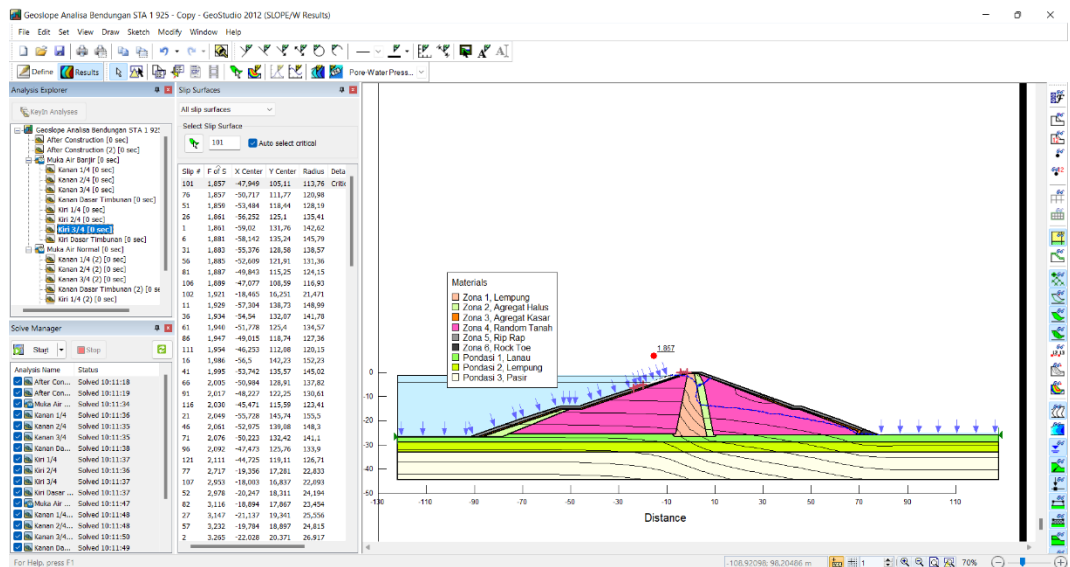 Geoslope Analisa Bendungan STA 1 925 - Copy - GeoStudio 2012 (SLOPE/W Results)
File Edit Set View Draw Sketch Modify Window Help
Define Results Pore Water Press...
Analysis Explorer
KeyIn Analyses
Geoslope Analisa Bendungan STA 1 925
After Construction [0 sec]
After Construction (2) [0 sec]
Muka Air Banjir [0 sec]
Kanan 1/4 [0 sec]
Kanan 2/4 [0 sec]
Kanan 3/4 [0 sec]
Kanan Dasar Timbunan [0 sec]
Kiri 1/4 [0 sec]
Kiri 2/4 [0 sec]
Kiri 3/4 [0 sec]
Kiri Dasar Timbunan [0 sec]
Muka Air Normal [0 sec]
Kanan 1/4 (2) [0 sec]
Kanan 2/4 (2) [0 sec]
Kanan 3/4 (2) [0 sec]
Kanan Dasar Timbunan (2) [0 se
Kiri 1/4 (2) [0 sec]
Solve Manager
Start Stop
Analysis Name Status
After Con... Solved 10:11:18
After Con... Solved 10:11:19
Muka Air ... Solved 10:11:34
Kanan 1/4 Solved 10:11:36
Kanan 2/4 Solved 10:11:35
Kanan 3/4 Solved 10:11:35
Kanan Da... Solved 10:11:38
Kiri 1/4 Solved 10:11:37
Kiri 2/4 Solved 10:11:36
Kiri 3/4 Solved 10:11:37
Kiri Dasar ... Solved 10:11:37
Muka Air ... Solved 10:11:47
Kanan 1/4... Solved 10:11:48
Kanan 2/4... Solved 10:11:48
Kanan 3/4... Solved 10:11:50
Kanan Da... Solved 10:11:49
Slip Surfaces
All slip surfaces
Select Slip Surface
101 Auto select critical
Slip # F of S X Center Y Center Radius Deta
101 1,857 -47,949 105,11 113,76 Critic
76 1,857 -50,717 111,77 120,98
51 1,859 -53,484 118,44 128,19
26 1,861 -56,252 125,1 135,41
1 1,861 -59,02 131,76 142,62
6 1,881 -58,142 135,24 145,79
31 1,883 -55,376 128,58 138,57
56 1,885 -52,609 121,91 131,36
81 1,887 -49,843 115,25 124,15
106 1,889 -47,077 108,59 116,93
102 1,921 -18,465 16,251 21,471
11 1,929 -57,304 138,73 148,99
36 1,934 -54,54 132,07 141,78
61 1,940 -51,778 125,4 134,57
86 1,947 -49,015 118,74 127,36
111 1,954 -46,253 112,08 120,15
16 1,986 -56,5 142,23 152,23
41 1,995 -53,742 135,57 145,02
66 2,005 -50,984 128,91 137,82
91 2,017 -48,227 122,25 130,61
116 2,030 -45,471 115,59 123,41
21 2,049 -55,728 145,74 155,5
46 2,061 -52,975 139,08 148,3
71 2,076 -50,223 132,42 141,1
96 2,092 -47,473 125,76 133,9
121 2,111 -44,725 119,11 126,71
77 2,717 -19,356 17,281 22,833
107 2,953 -18,003 16,837 22,093
52 2,978 -20,247 18,311 24,194
82 3,116 -18,894 17,867 23,454
27 3,147 -21,137 19,341 25,556
57 3,232 -19,784 18,897 24,815
2 3,265 -22,028 20,371 26,917
Materials
Zona 1, Lempung
Zona 2, Agregat Halus
Zona 3, Agregat Kasar
Zona 4, Random Tanah
Zona 5, Rip Rap
Zona 6, Rock Toe
Pondasi 1, Lanau
Pondasi 2, Lempung
Pondasi 3, Pasir
1.857
0
-10
-20
-30
-40
-50
-130 -110 -90 -70 -50 -30 -10 10 30 50 70 90 110
Distance
For Help, press F1
-108.92098; 98.20486 m 1 70%